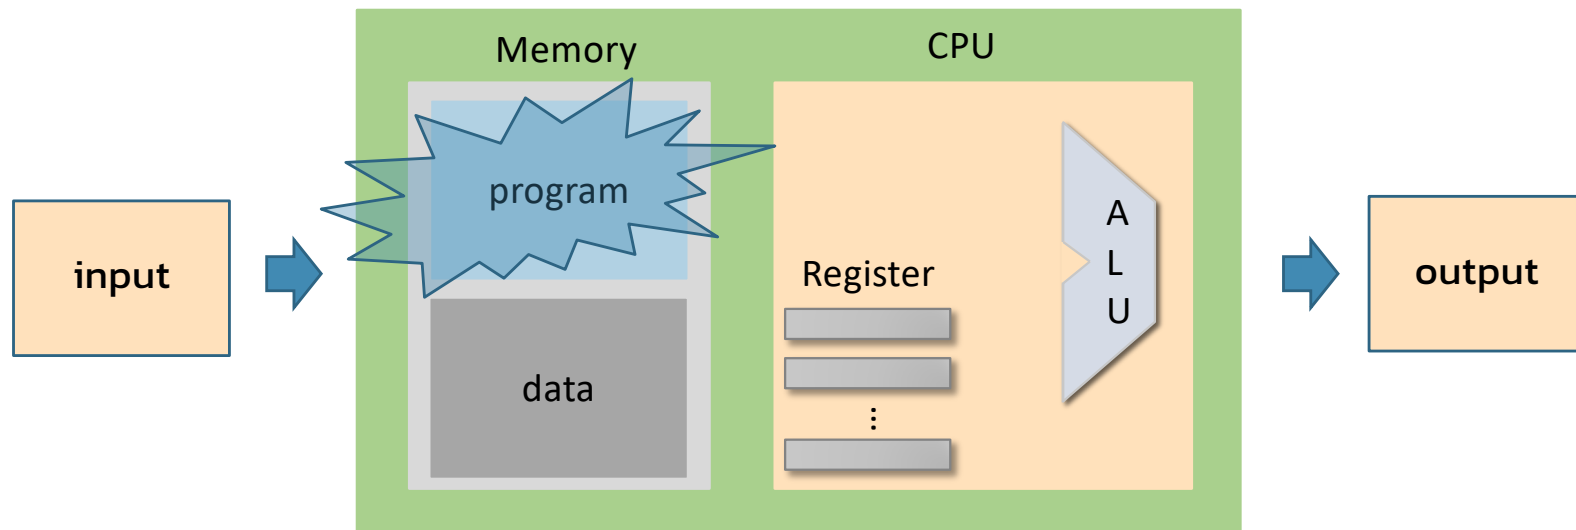 Memory
CPU
program
input
Register
A
L
U
output
data
...